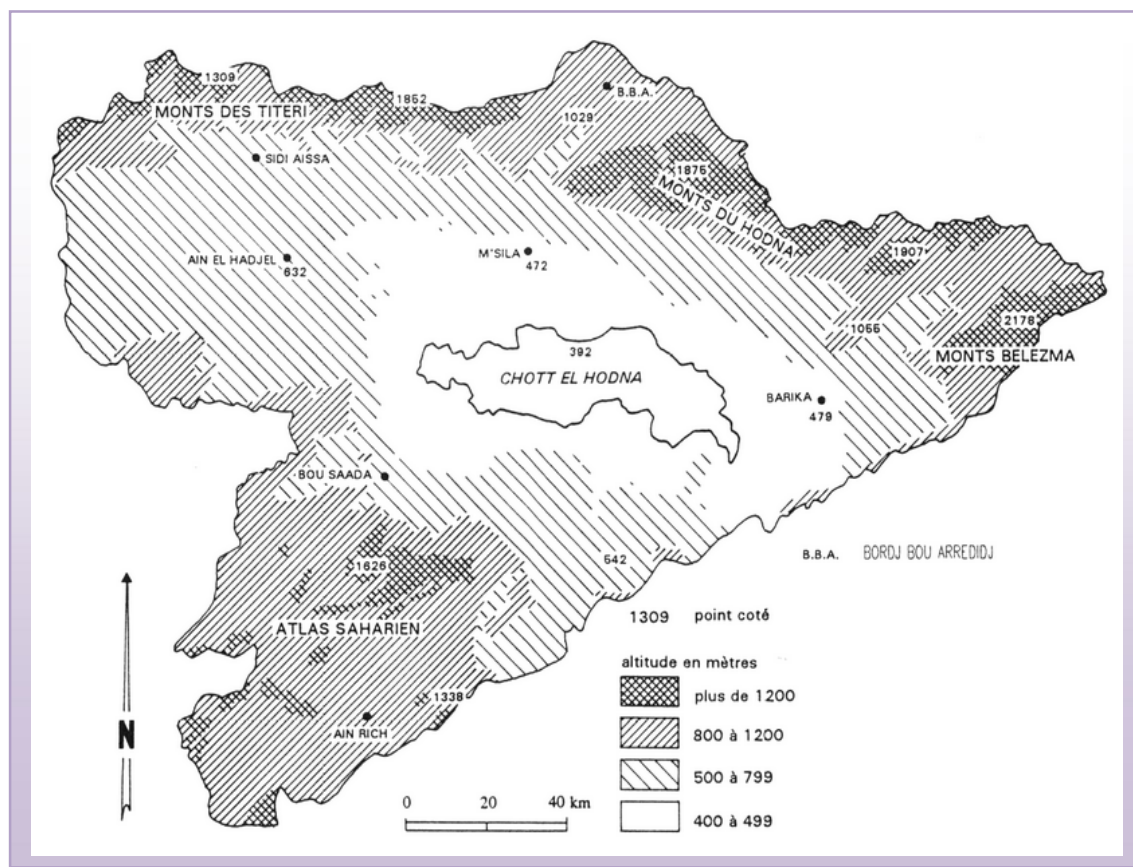 1309
1862
B.B.A.
MONTS DES TITERI
1029
SIDI AISSA
1875
MONTS DU HODNA
AIN EL HADJEL
632
M'SILA
472
1907
1055
2178
MONTS BELEZMA
392
CHOTT EL HODNA
BARIKA
479
BOU SAADA
1626
542
B.B.A. BORDJ BOU ARREDIDJ
ATLAS SAHARIEN
1309 point coté
altitude en mètres
plus de 1200
1338
AIN RICH
800 à 1200
N
500 à 799
0 20 40 km
400 à 499